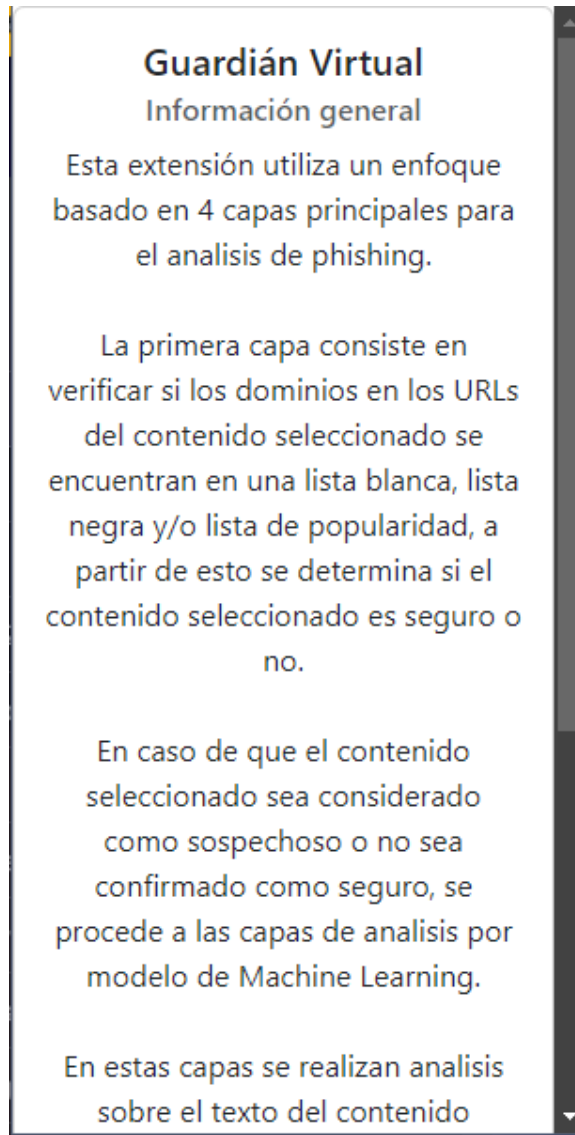 Guardián Virtual
Información general
Esta extensión utiliza un enfoque
basado en 4 capas principales para
el analisis de phishing.
La primera capa consiste en
verificar si los dominios en los URLs
del contenido seleccionado se
encuentran en una lista blanca, lista
negra y/o lista de popularidad, a
partir de esto se determina si el
contenido seleccionado es seguro o
no.
En caso de que el contenido
seleccionado sea considerado
como sospechoso o no sea
confirmado como seguro, se
procede a las capas de analisis por
modelo de Machine Learning.
En estas capas se realizan analisis
sobre el texto del contenido